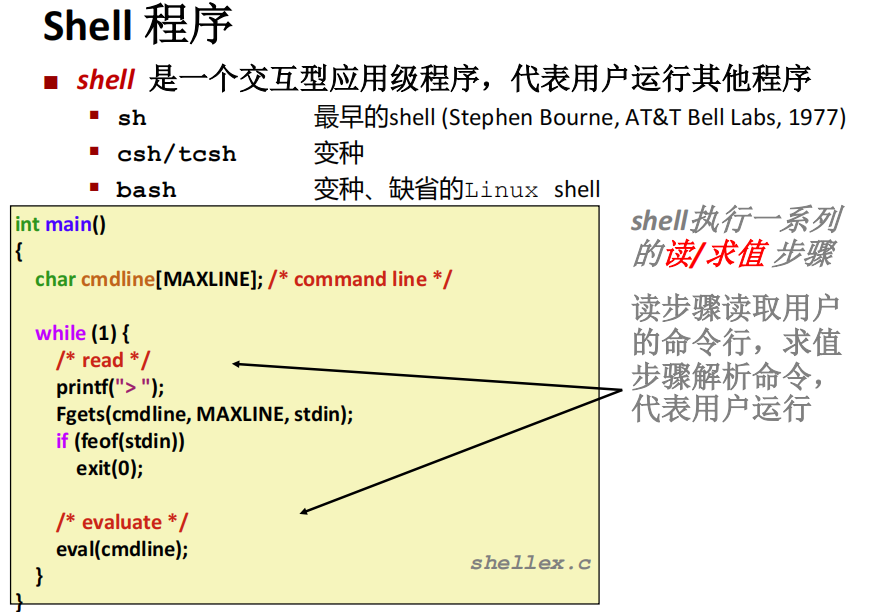 Shell 程序
shell 是一个交互型应用级程序，代表用户运行其他程序
sh 最早的shell (Stephen Bourne, AT&T Bell Labs, 1977)
csh/tcsh 变种
bash 变种、缺省的Linux shell
int main()
{
char cmdline[MAXLINE]; /* command line */
while (1) {
/* read */
printf("> ");
Fgets(cmdline, MAXLINE, stdin);
if (feof(stdin))
exit(0);
/* evaluate */
eval(cmdline);
}
}
shellex.c
shell执行一系列
的读/求值 步骤
读步骤读取用户
的命令行，求值
步骤解析命令，
代表用户运行